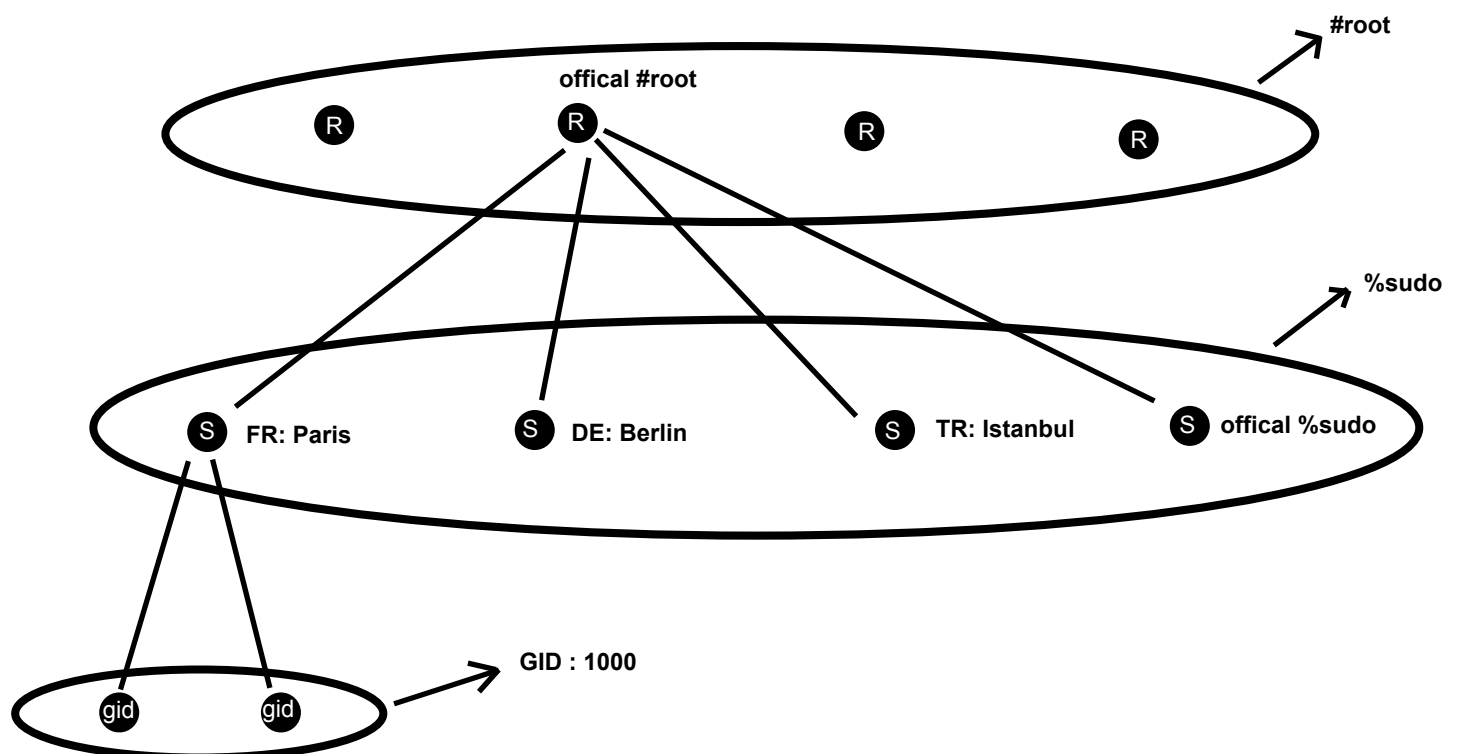 #root
offical #root
R
R
R
R
%sudo
S
FR: Paris
S
DE: Berlin
S
TR: Istanbul
S
offical %sudo
GID : 1000
gid
gid